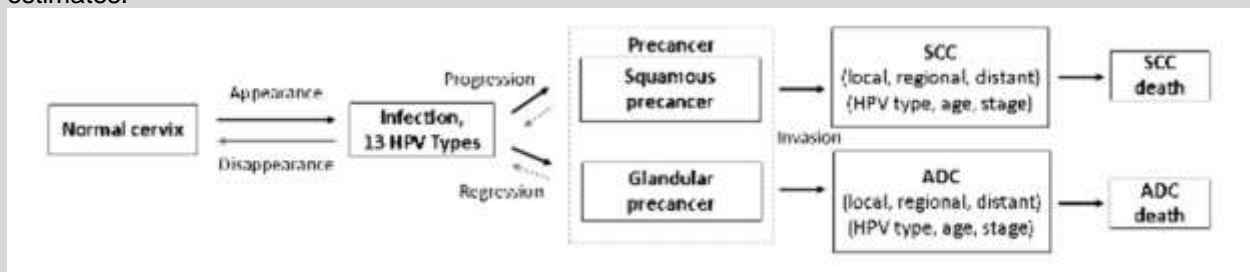 estimates.
Precancer
Progression
Squamous
precancer
SCC
(local, regional, distant)
(HPV type, age, stage)
SCC
death
Appearance
Normal cervix
Infection,
13 HPV Types
Disappearance
Invasion
Regression
Glandular
precancer
ADC
(local, regional, distant)
(HPV type, age, stage)
ADC
death